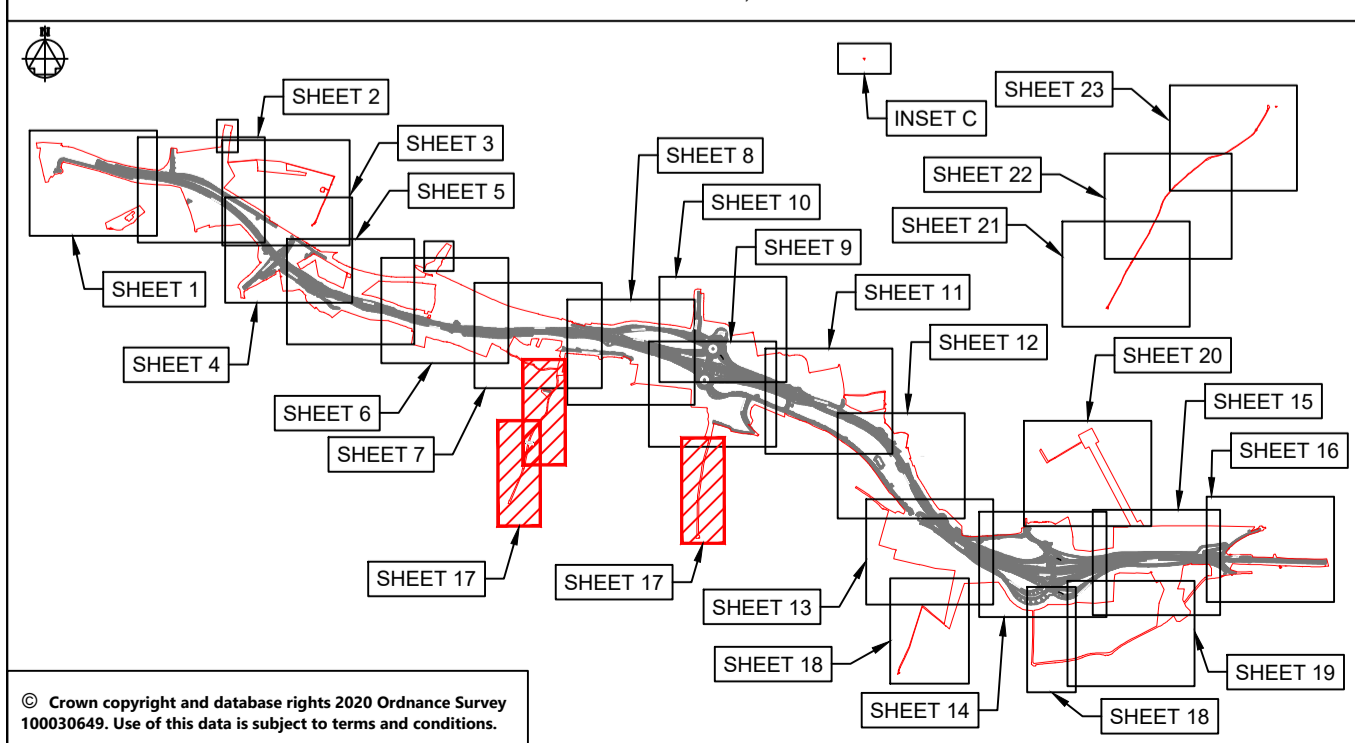 N
SHEET 2
SHEET 3
SHEET 5
SHEET 1
SHEET 4
SHEET 6
SHEET 7
SHEET 8
SHEET 10
SHEET 9
SHEET 11
SHEET 12
INSET C
SHEET 23
SHEET 22
SHEET 21
SHEET 20
SHEET 15
SHEET 16
SHEET 17
SHEET 17
SHEET 13
SHEET 18
SHEET 14
SHEET 18
SHEET 19
© Crown copyright and database rights 2020 Ordnance Survey
100030649. Use of this data is subject to terms and conditions.